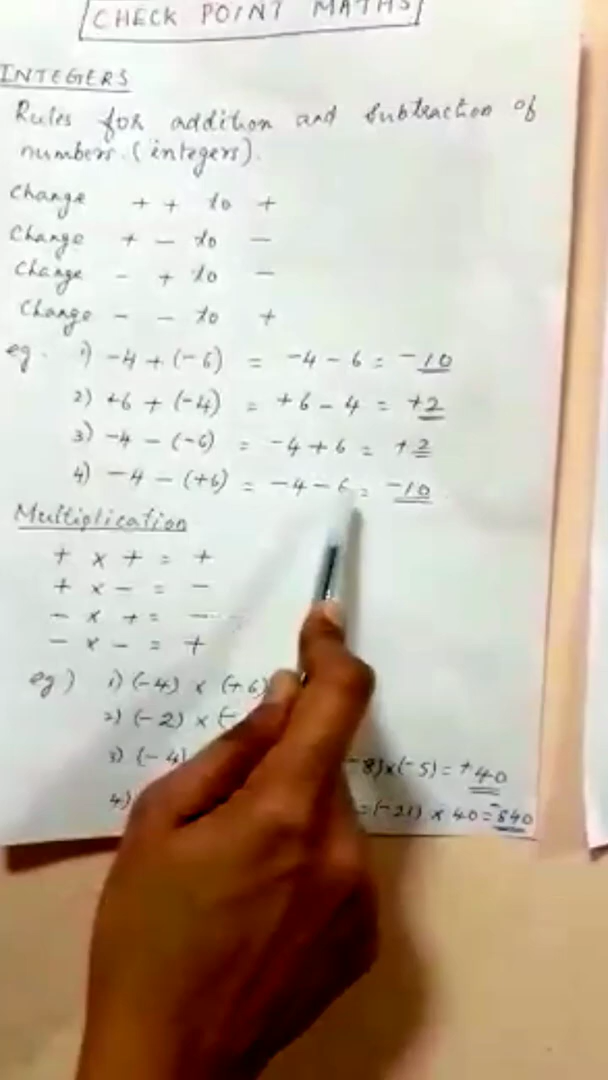 CHECK POINT MATHS
INTEGERS
Rules for addition and subtraction of
numbers. (integers).
Change + + to +
Change + - to -
Change - + to -
Change - - to +
eg. 1) -4 + (-6) = -4 - 6 = -10
2) +6 + (-4) = +6 - 4 = +2
3) -4 - (-6) = -4 + 6 = +2
4) -4 - (+6) = -4 - 6 = -10
Multiplication
+ x + = +
+ x - = -
- x + = -
- x - = +
eg) 1) (-4) x (+6)
2) (-2) x (-
3) (-4) -8) x (-5) = +40
4) = (-21) x 40 = -840